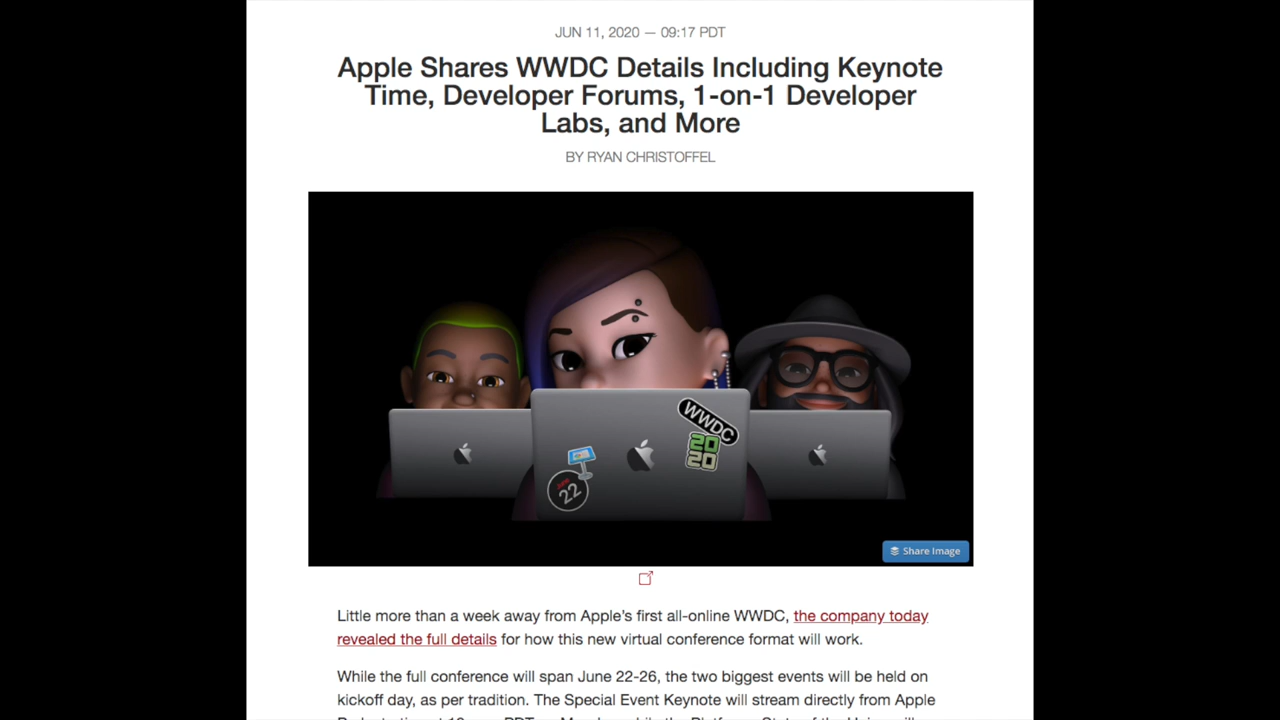 JUN 11, 2020 — 09:17 PDT
Apple Shares WWDC Details Including Keynote
Time, Developer Forums, 1-on-1 Developer
Labs, and More
BY RYAN CHRISTOFFEL
WWDC
20
20
22
Share Image
Little more than a week away from Apple's first all-online WWDC, the company today
revealed the full details for how this new virtual conference format will work.
While the full conference will span June 22-26, the two biggest events will be held on
kickoff day, as per tradition. The Special Event Keynote will stream directly from Apple